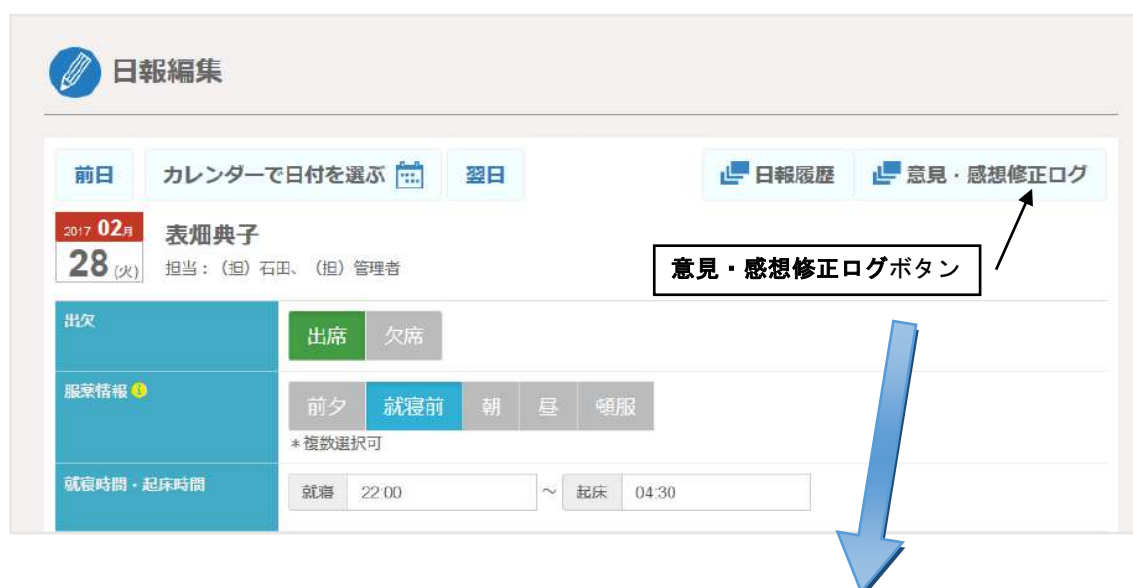 日報編集
前日 カレンダーで日付を選ぶ 翌日 日報履歴 意見・感想修正ログ
2017 02月
28 (火)
表畑典子
担当：（担）石田、（担）管理者
意見・感想修正ログボタン
出欠 出席 欠席
服薬情報 前夕 就寝前 朝 昼 頓服
*複数選択可
就寝時間・起床時間 就寝 22:00 ～ 起床 04:30